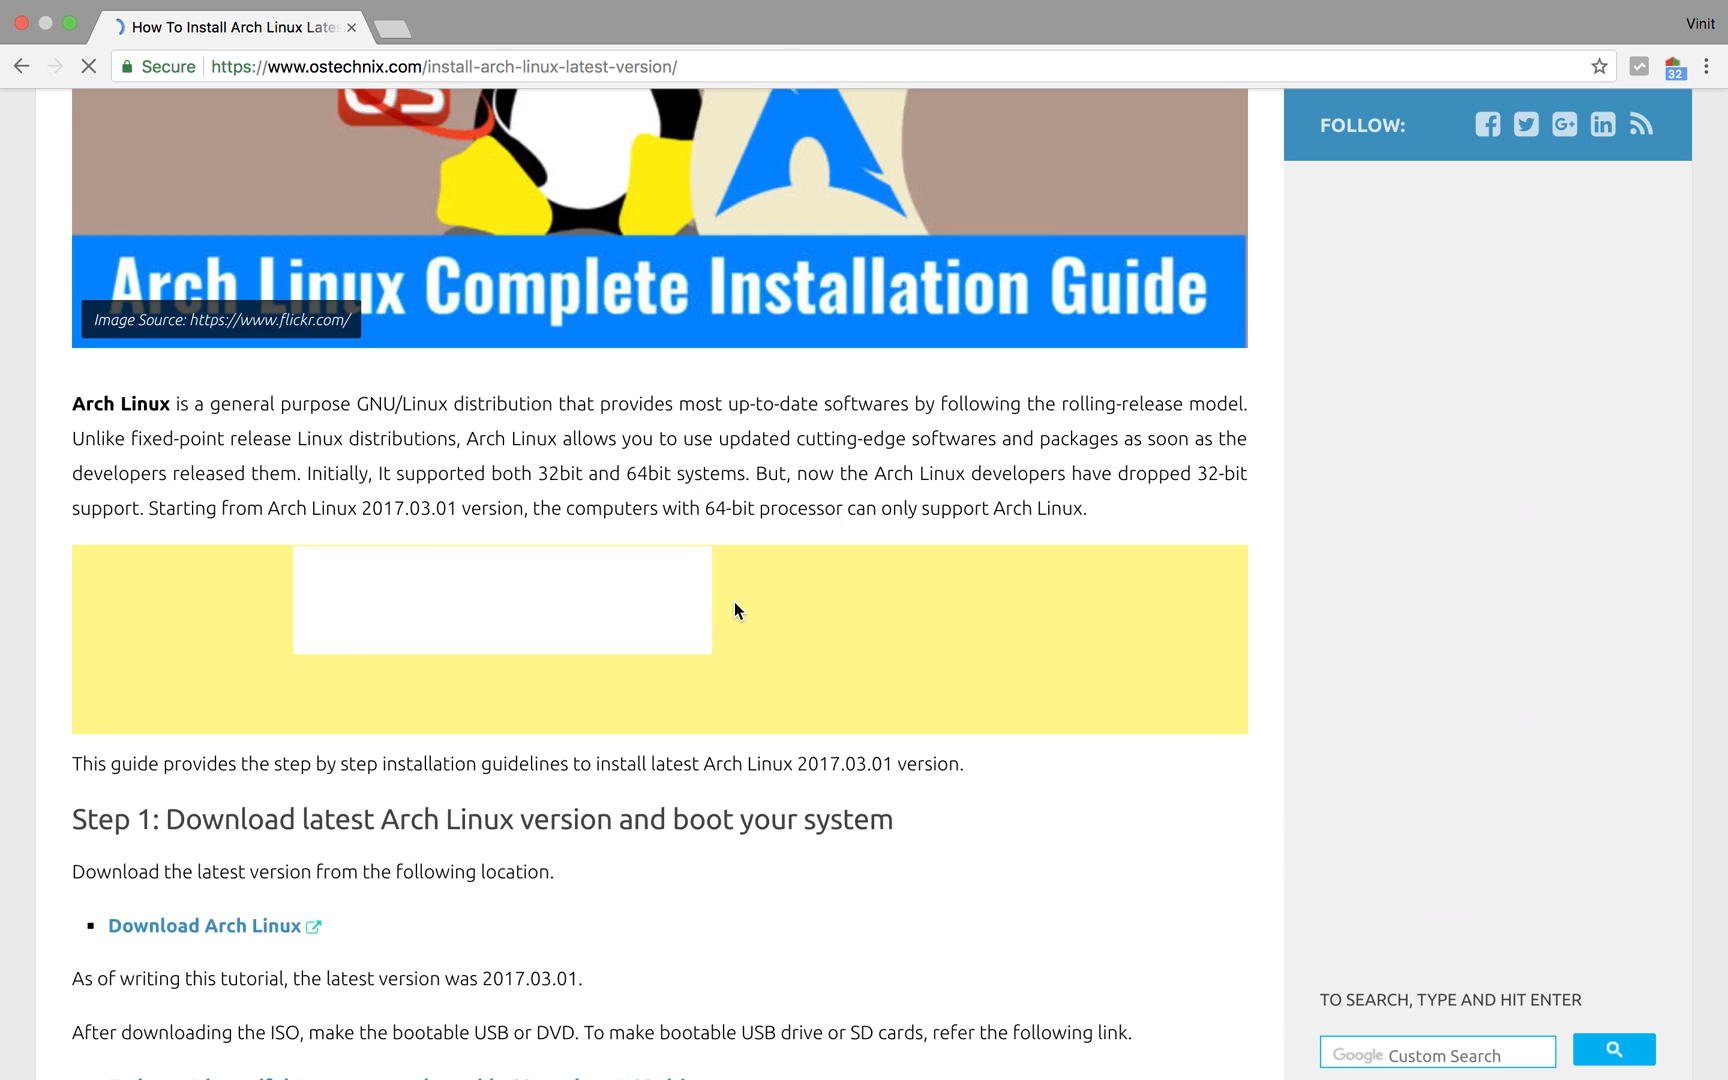 How To Install Arch Linux Late
Vinit
Secure https://www.ostechnix.com/install-arch-linux-latest-version/
32
OS
FOLLOW:
Arch Linux Complete Installation Guide
Image Source: https://www.flickr.com/
Arch Linux is a general purpose GNU/Linux distribution that provides most up-to-date softwares by following the rolling-release model.
Unlike fixed-point release Linux distributions, Arch Linux allows you to use updated cutting-edge softwares and packages as soon as the
developers released them. Initially, It supported both 32bit and 64bit systems. But, now the Arch Linux developers have dropped 32-bit
support. Starting from Arch Linux 2017.03.01 version, the computers with 64-bit processor can only support Arch Linux.
This guide provides the step by step installation guidelines to install latest Arch Linux 2017.03.01 version.
Step 1: Download latest Arch Linux version and boot your system
Download the latest version from the following location.
Download Arch Linux
As of writing this tutorial, the latest version was 2017.03.01.
TO SEARCH, TYPE AND HIT ENTER
After downloading the ISO, make the bootable USB or DVD. To make bootable USB drive or SD cards, refer the following link.
Google Custom Search